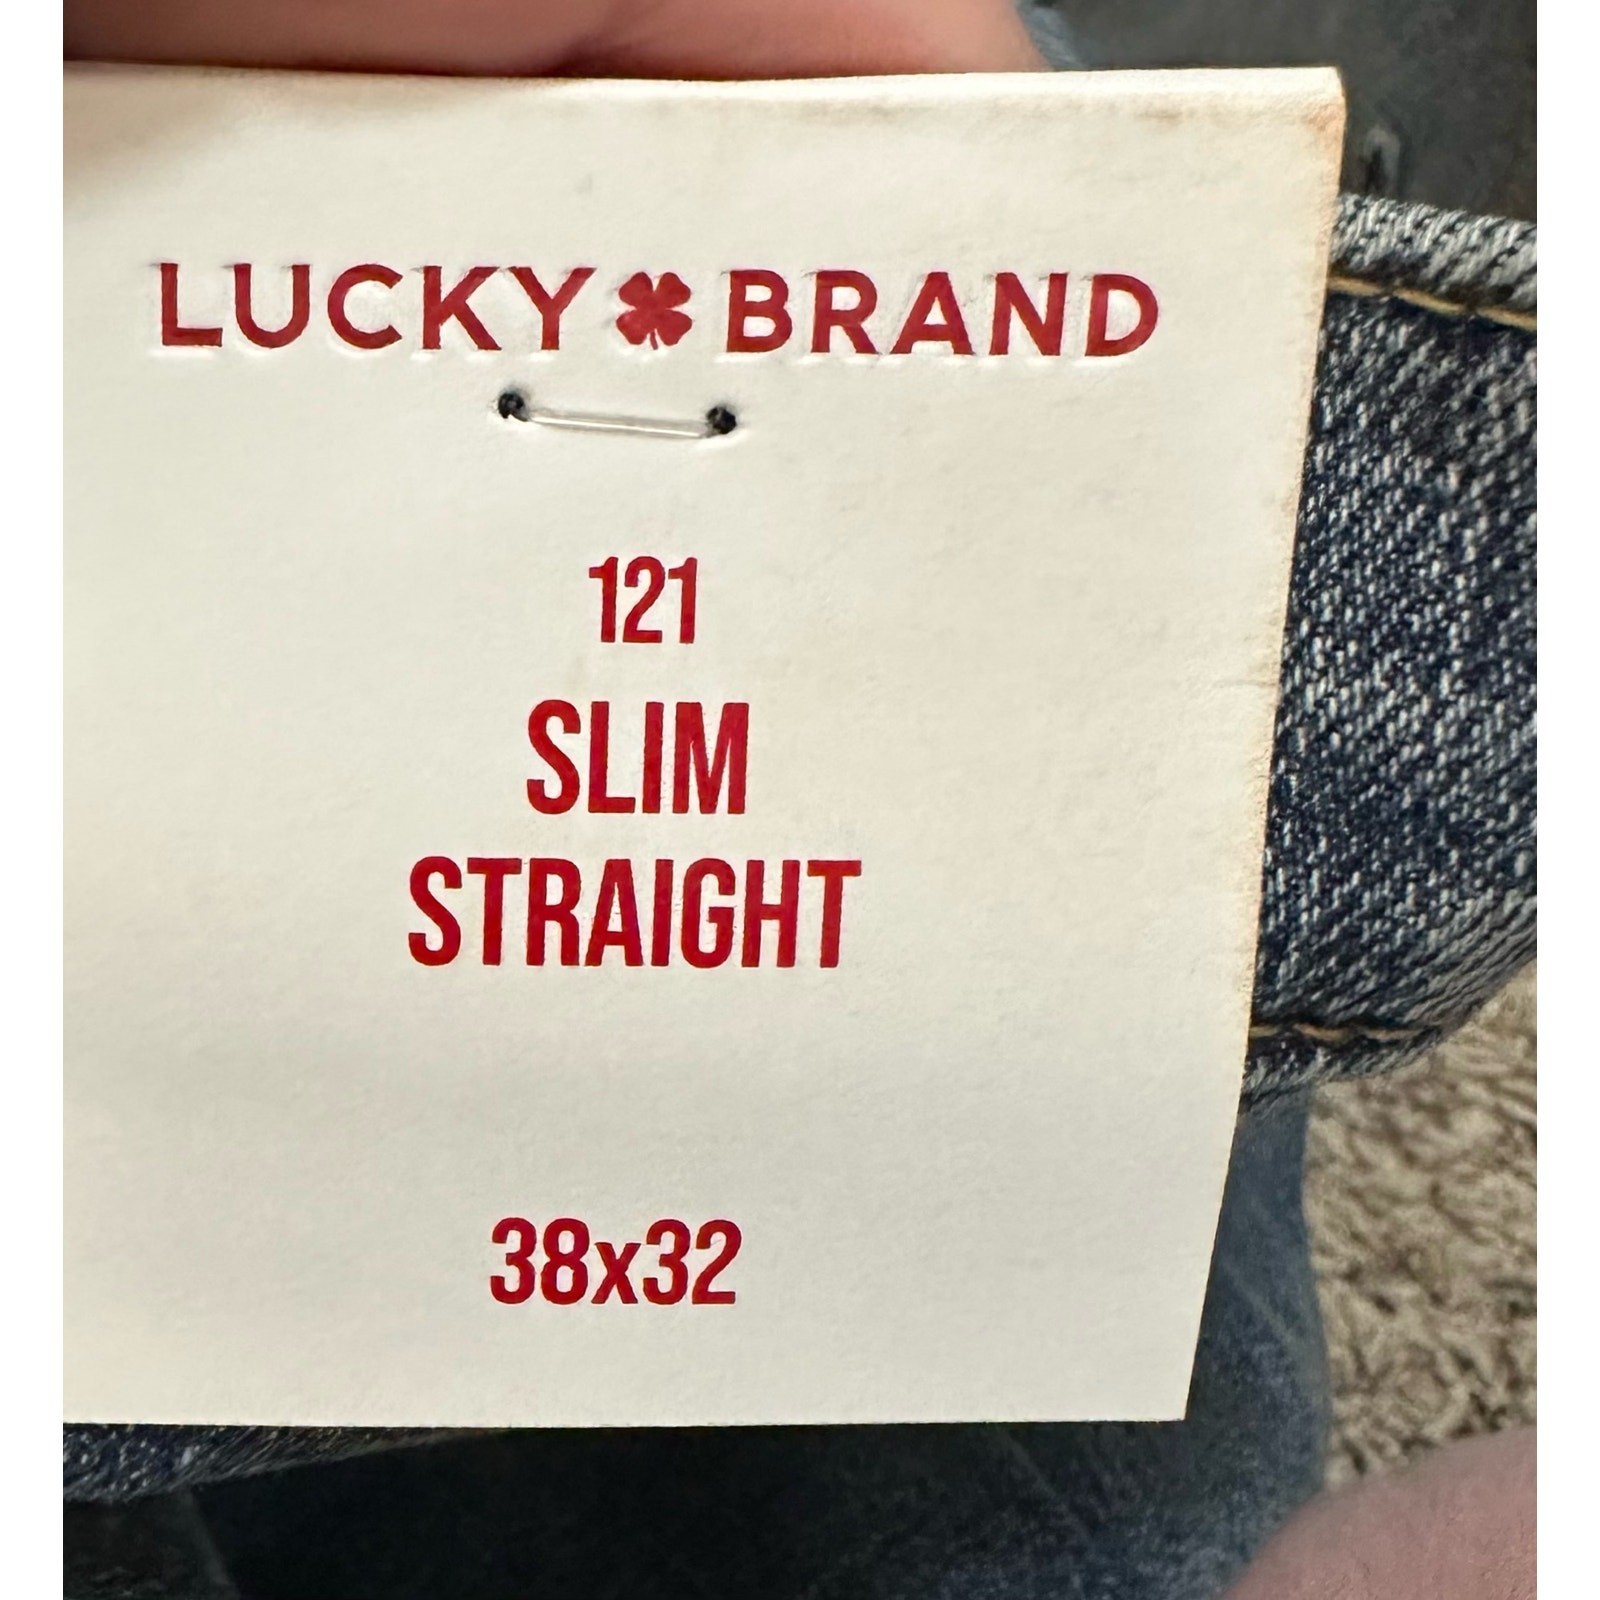 LUCKY BRAND
121
SLIM
STRAIGHT
38x32